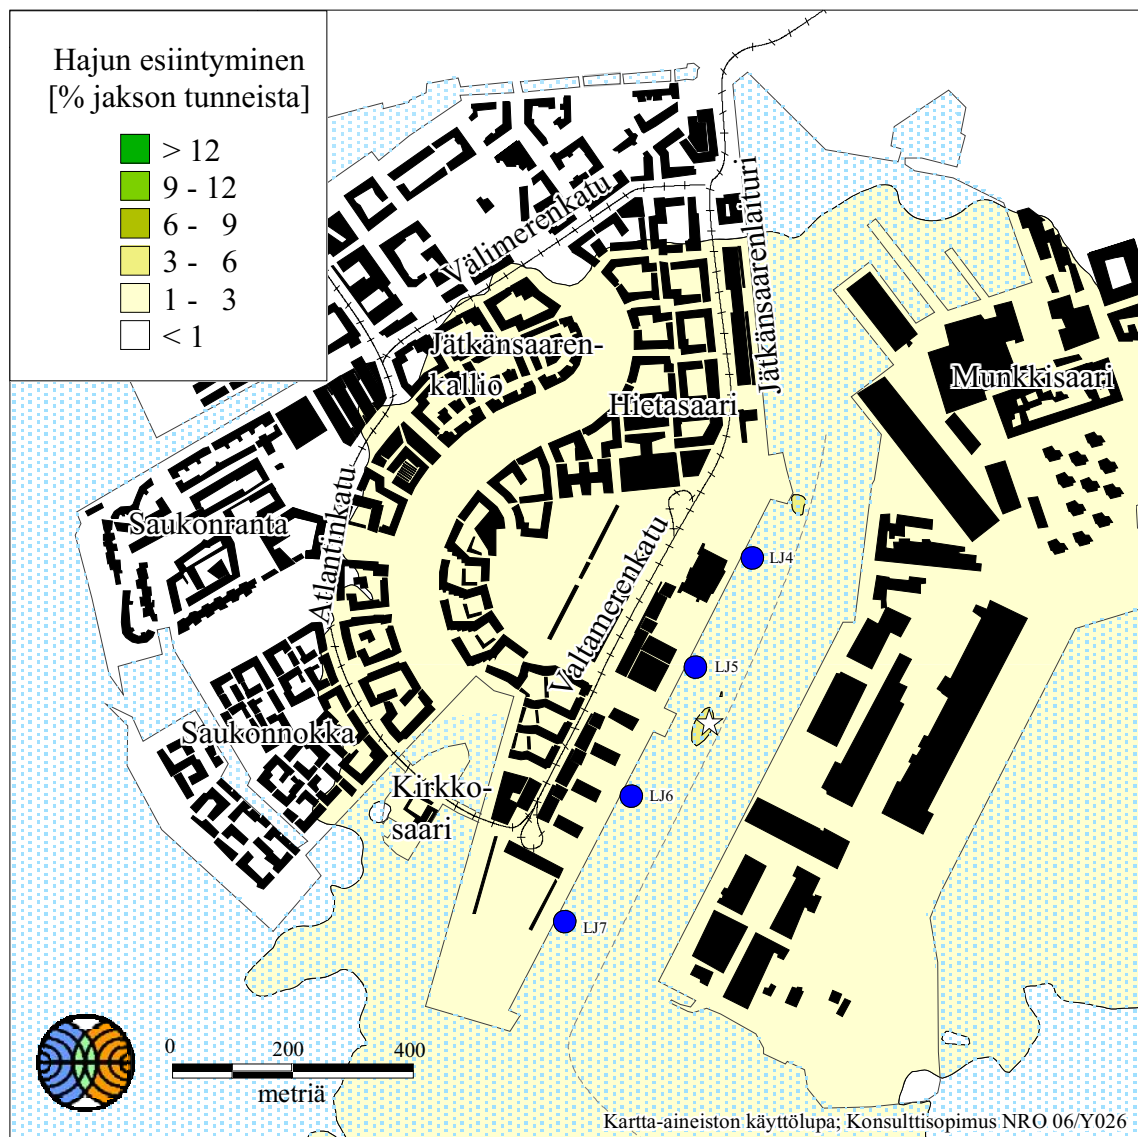 Hajun esiintyminen
[% jakson tunneista]
> 12
9 - 12
6 - 9
3 - 6
1 - 3
< 1
Välimerenkatu
Jätkänsaarenlaituri
Jätkänsaaren-
kallio
Hietasaari
Munkkisaari
Saukonranta
Atlantinkatu
Valtamerenkatu
LJ4
LJ5
Saukonnokka
Kirkko-
saari
LJ6
LJ7
0 200 400
metriä
Kartta-aineiston käyttölupa; Konsulttisopimus NRO 06/Y026